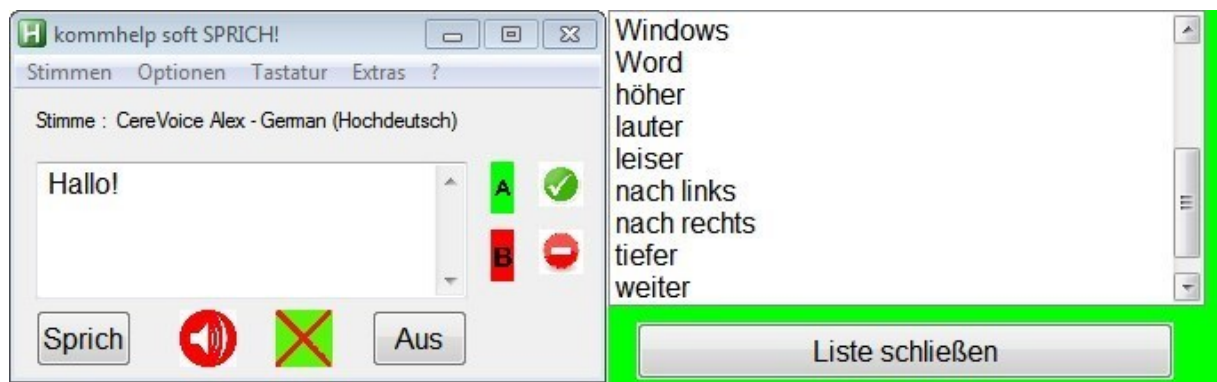 kommhelp soft SPRICH!
Stimmen Optionen Tastatur Extras ?
Stimme : CereVoice Alex - German (Hochdeutsch)
Hallo!
A
B
Sprich
Aus
Windows
Word
höher
lauter
leiser
nach links
nach rechts
tiefer
weiter
Liste schließen